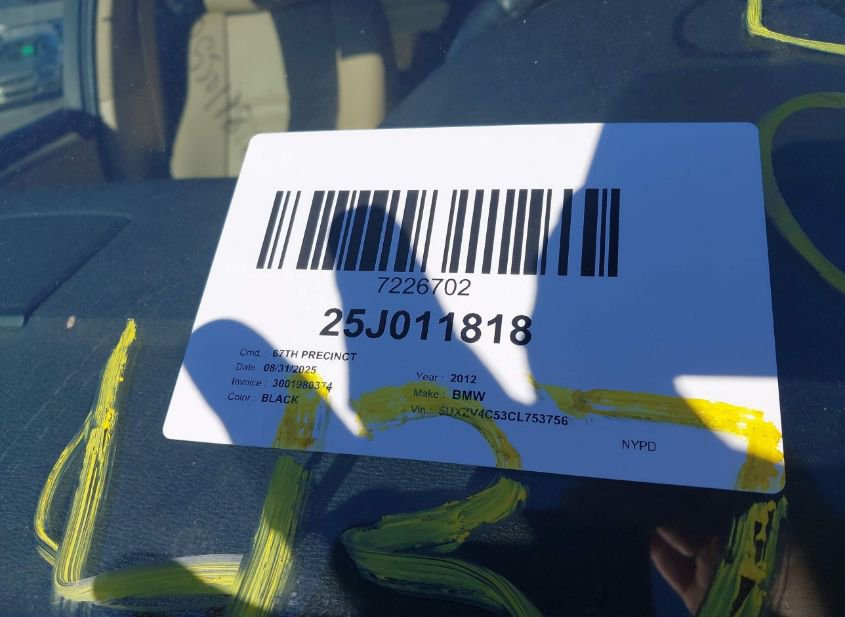 7226702
25J011818
Cmd. : 67TH PRECINCT
Date : 08/31/2025
Invoice : 3001980374
Color : BLACK
Year : 2012
Make : BMW
Vin. : 5UXZV4C53CL753756
NYPD